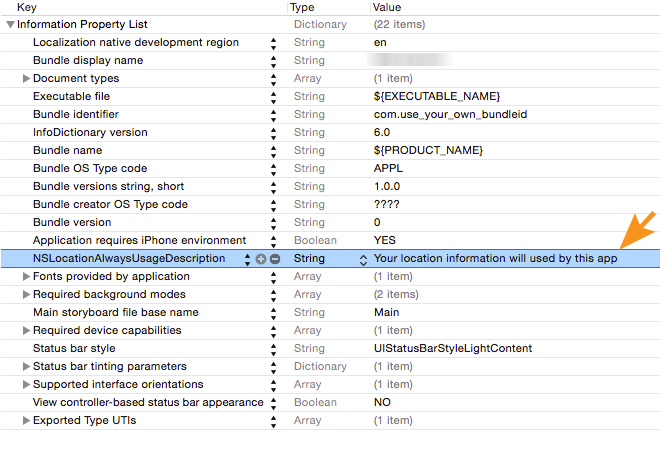 Key Type Value
Information Property List Dictionary (22 items)
Localization native development region String en
Bundle display name String
Document types Array (1 item)
Executable file String ${EXECUTABLE_NAME}
Bundle identifier String com.use_your_own_bundleid
InfoDictionary version String 6.0
Bundle name String ${PRODUCT_NAME}
Bundle OS Type code String APPL
Bundle versions string, short String 1.0.0
Bundle creator OS Type code String ????
Bundle version String 0
Application requires iPhone environment Boolean YES
NSLocationAlwaysUsageDescription String Your location information will used by this app
Fonts provided by application Array (1 item)
Required background modes Array (2 items)
Main storyboard file base name String Main
Required device capabilities Array (1 item)
Status bar style String UIStatusBarStyleLightContent
Status bar tinting parameters Dictionary (1 item)
Supported interface orientations Array (1 item)
View controller-based status bar appearance Boolean NO
Exported Type UTIs Array (1 item)